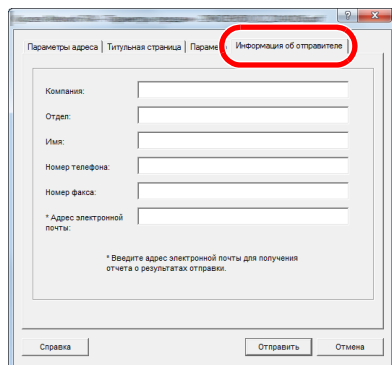 Параметры адреса Титульная страница Параме Информация об отправителе
Компания:
Отдел:
Имя:
Номер телефона:
Номер факса:
* Адрес электронной
почты:
* Введите адрес электронной почты для получения
отчета о результатах отправки.
Справка Отправить Отмена